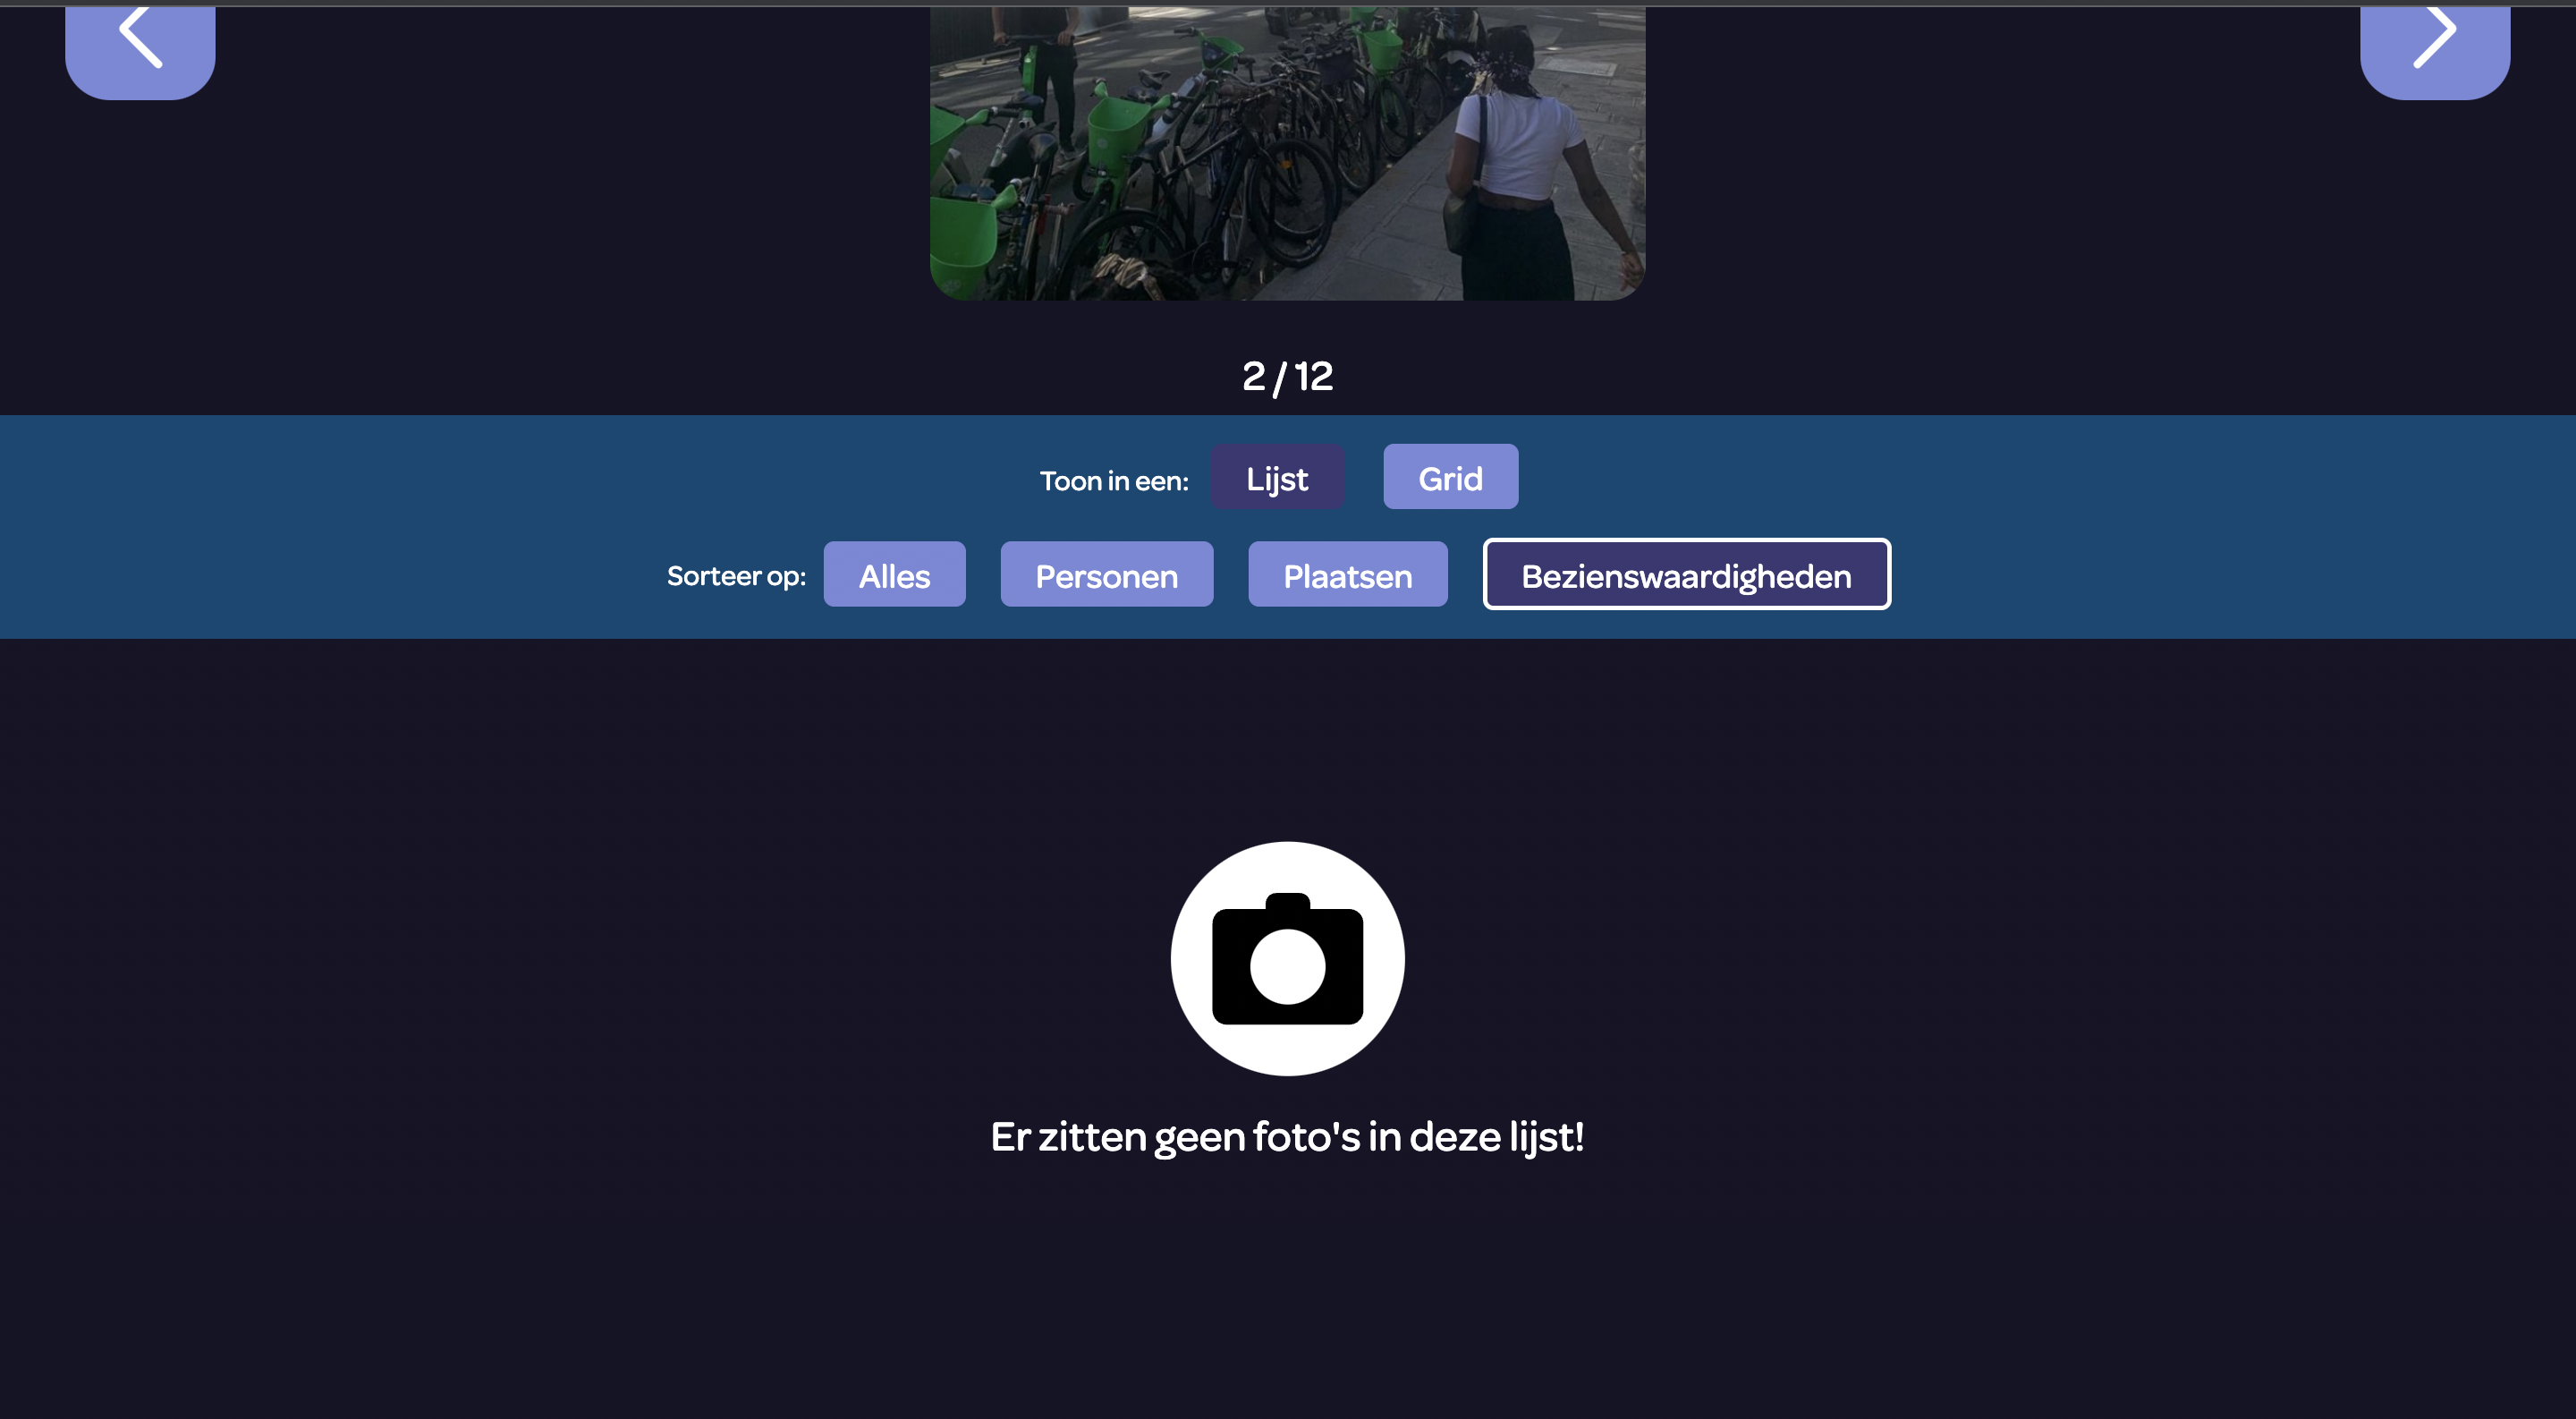 2 / 12
Toon in een: Lijst Grid
Sorteer op: Alles Personen Plaatsen Bezienswaardigheden
Er zitten geen foto's in deze lijst!